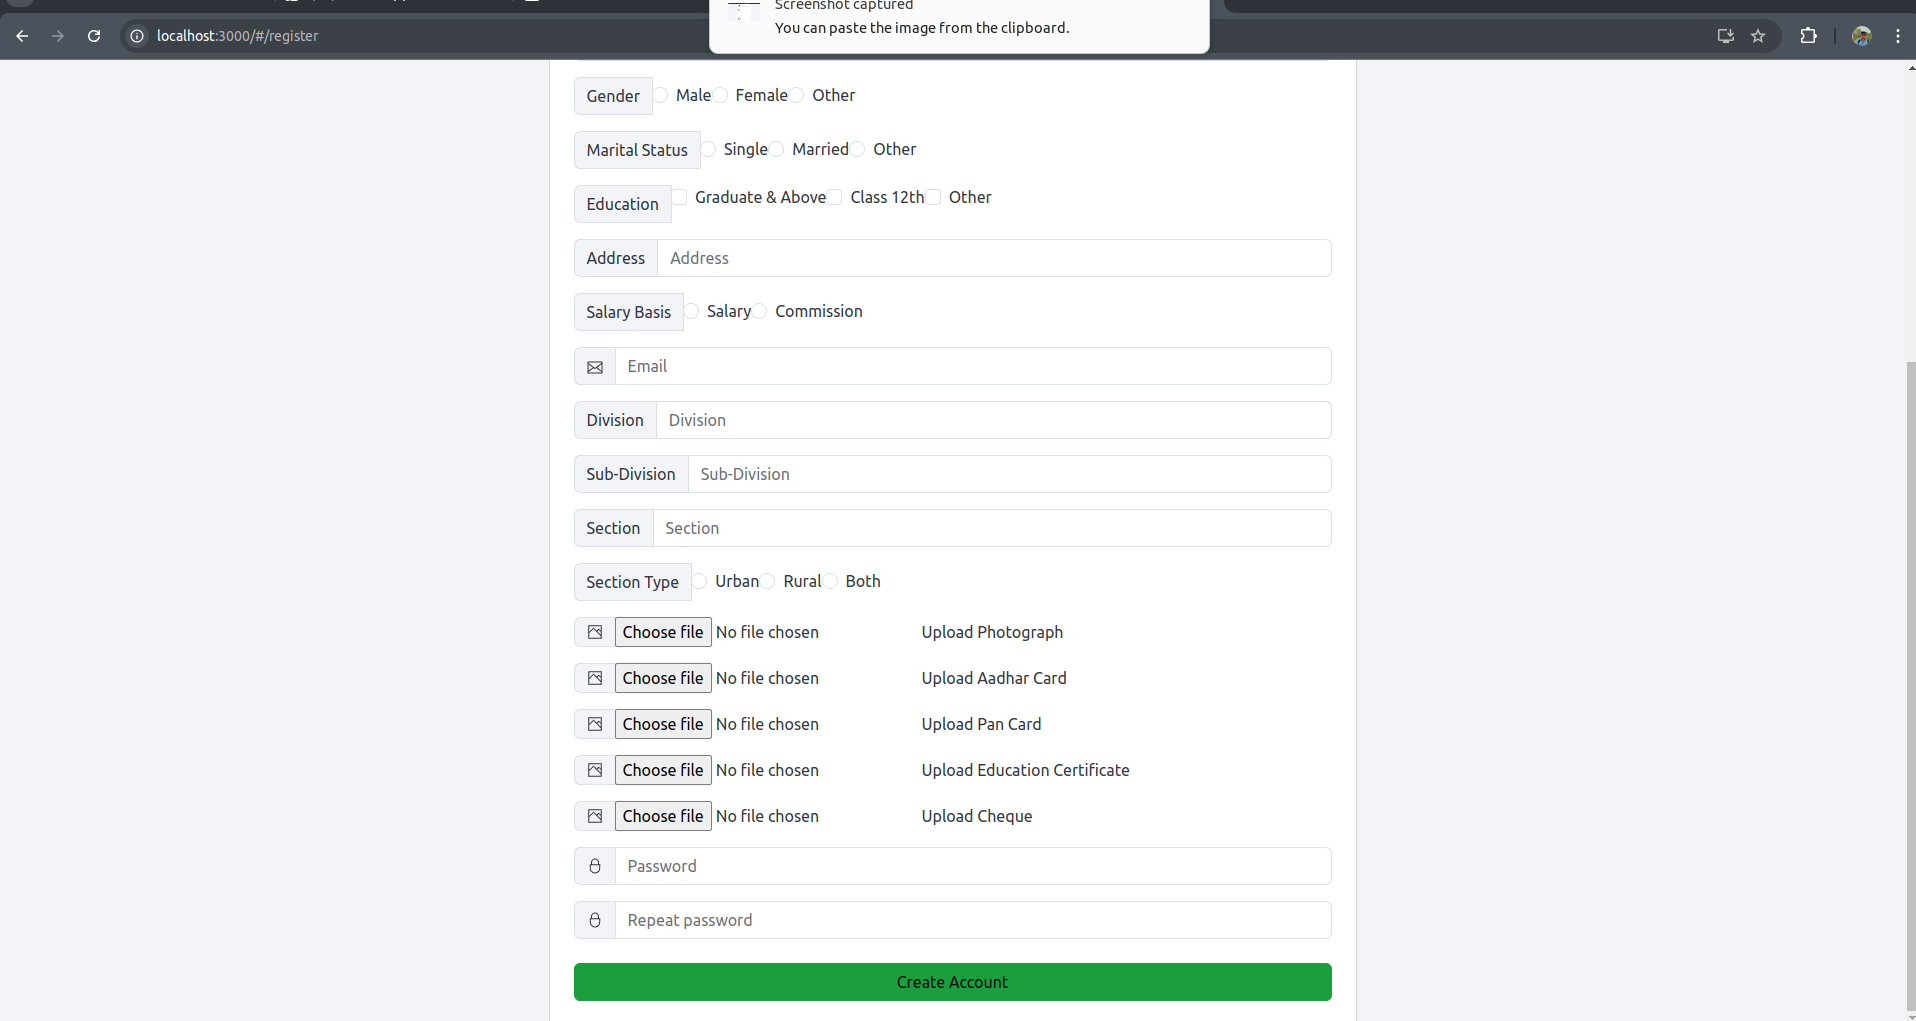 Screenshot captured
You can paste the image from the clipboard.
localhost:3000/#/register
Gender Male Female Other
Marital Status Single Married Other
Education Graduate & Above Class 12th Other
Address Address
Salary Basis Salary Commission
Email
Division Division
Sub-Division Sub-Division
Section Section
Section Type Urban Rural Both
Choose file No file chosen Upload Photograph
Choose file No file chosen Upload Aadhar Card
Choose file No file chosen Upload Pan Card
Choose file No file chosen Upload Education Certificate
Choose file No file chosen Upload Cheque
Password
Repeat password
Create Account